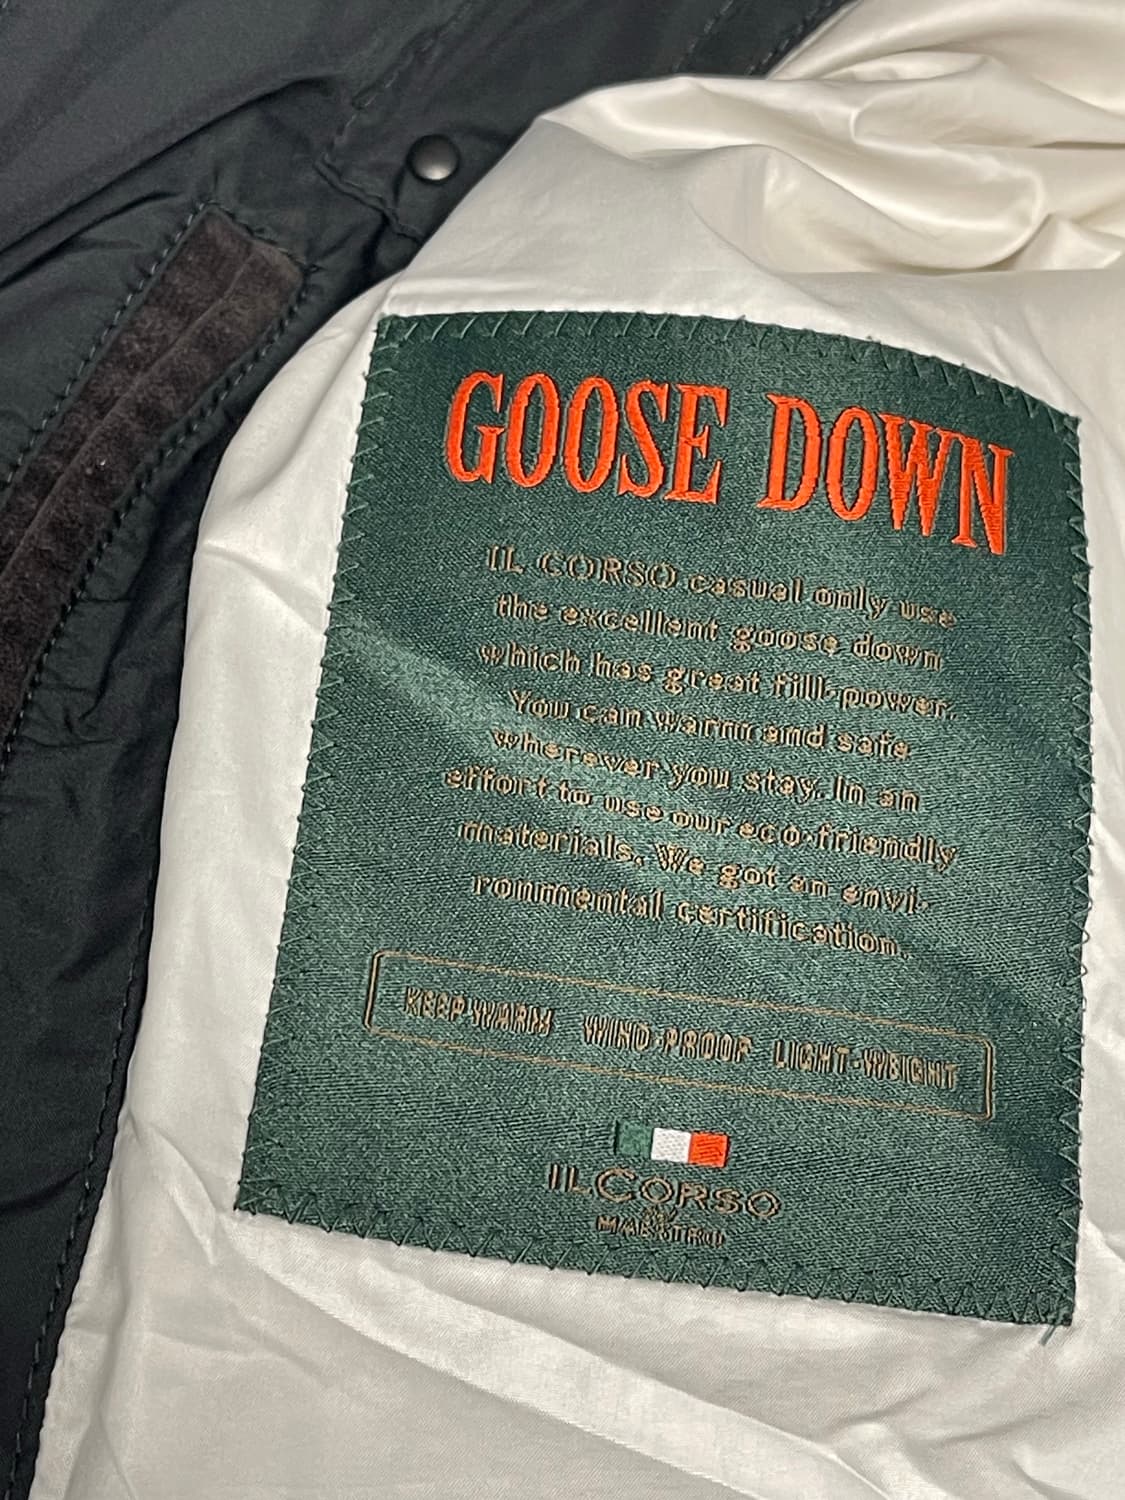 GOOSE DOWN
IL CORSO casual only use
the excellent goose down
which has great fill-power.
You can warm and safe
wherever you stay. In an
effort to use our eco-friendly
materials. We got an envi-
ronmental certification.
KEEP-WARM WIND-PROOF LIGHT-WEIGHT
IL CORSO